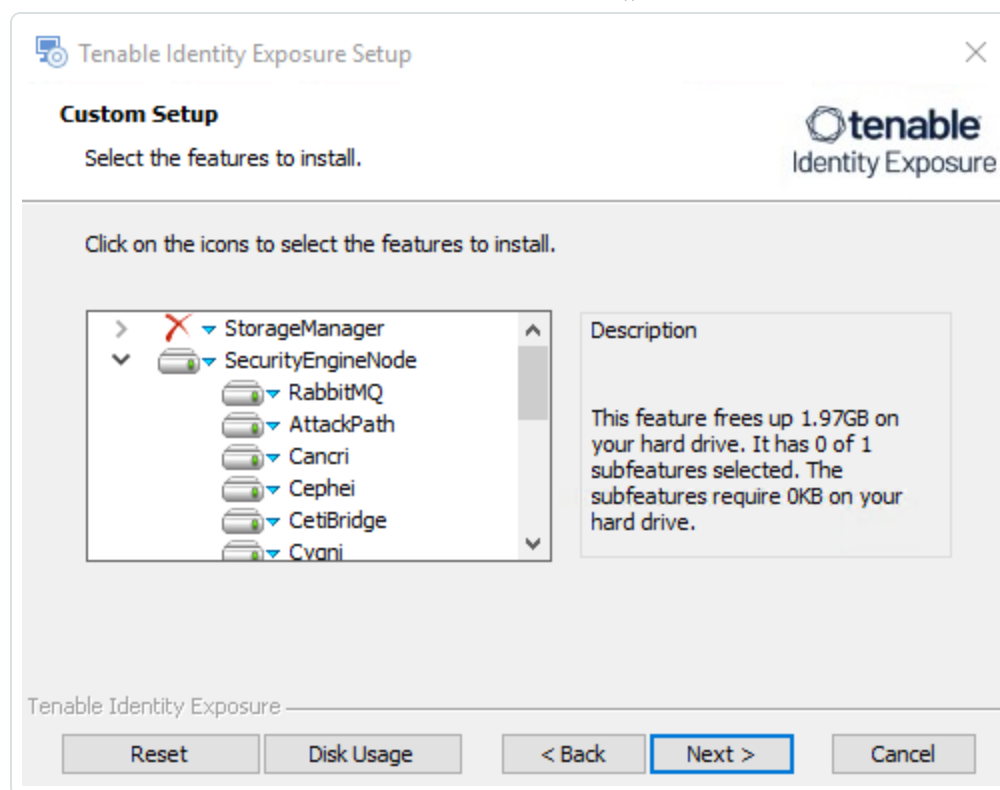 Tenable Identity Exposure Setup
Custom Setup
Select the features to install.
tenable
Identity Exposure
Click on the icons to select the features to install.
StorageManager
SecurityEngineNode
RabbitMQ
AttackPath
Cancri
Cephei
CetiBridge
Cygni
Description
This feature frees up 1.97GB on
your hard drive. It has 0 of 1
subfeatures selected. The
subfeatures require 0KB on your
hard drive.
Tenable Identity Exposure
Reset
Disk Usage
< Back
Next >
Cancel